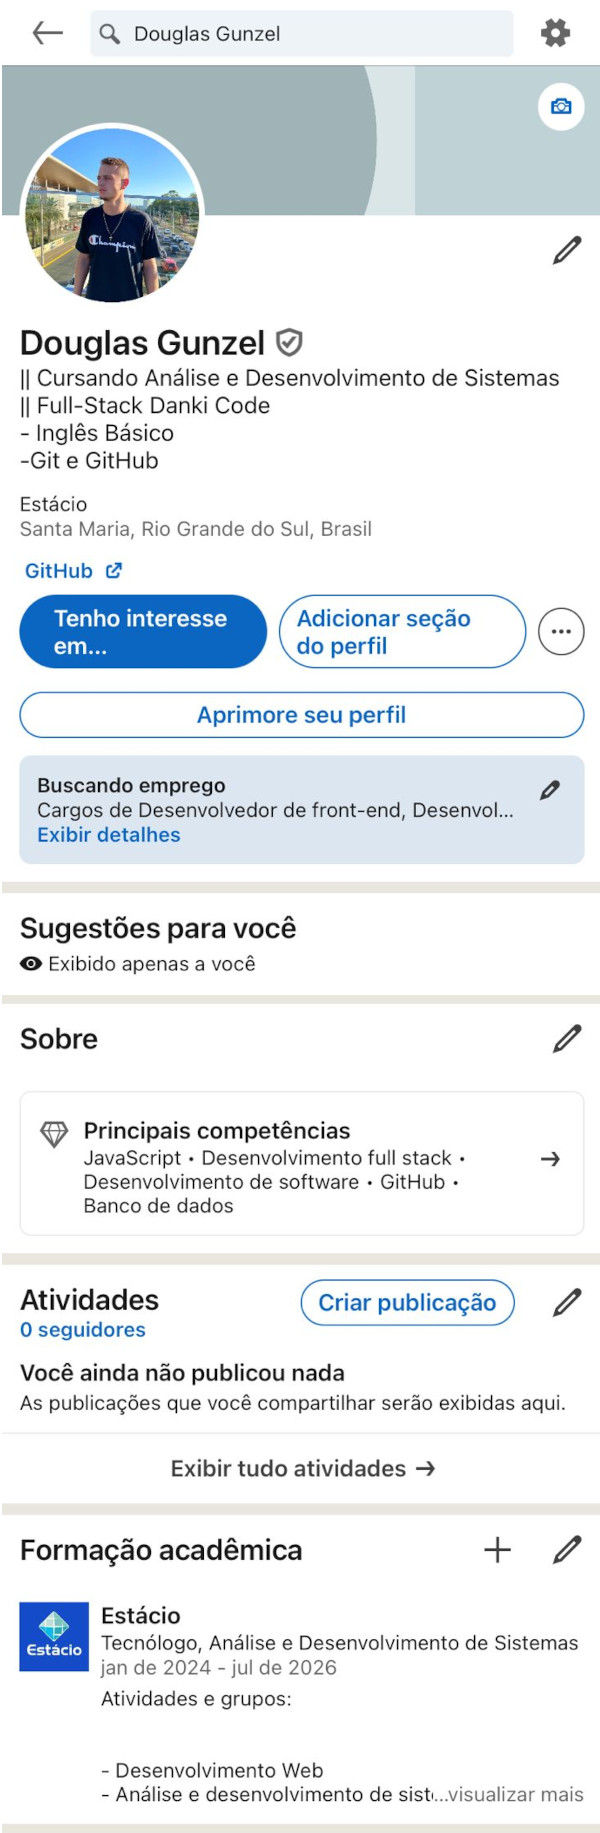 Douglas Gunzel
Champion
Douglas Gunzel
|| Cursando Análise e Desenvolvimento de Sistemas
|| Full-Stack Danki Code
- Inglês Básico
-Git e GitHub
Estácio
Santa Maria, Rio Grande do Sul, Brasil
GitHub
Tenho interesse
em...
Adicionar seção
do perfil
Aprimore seu perfil
Buscando emprego
Cargos de Desenvolvedor de front-end, Desenvol...
Exibir detalhes
Sugestões para você
Exibido apenas a você
Sobre
Principais competências
JavaScript • Desenvolvimento full stack •
Desenvolvimento de software • GitHub •
Banco de dados
Atividades
Criar publicação
0 seguidores
Você ainda não publicou nada
As publicações que você compartilhar serão exibidas aqui.
Exibir tudo atividades →
Formação acadêmica
Estácio
Estácio
Tecnólogo, Análise e Desenvolvimento de Sistemas
jan de 2024 - jul de 2026
Atividades e grupos:
- Desenvolvimento Web
- Análise e desenvolvimento de sist...visualizar mais